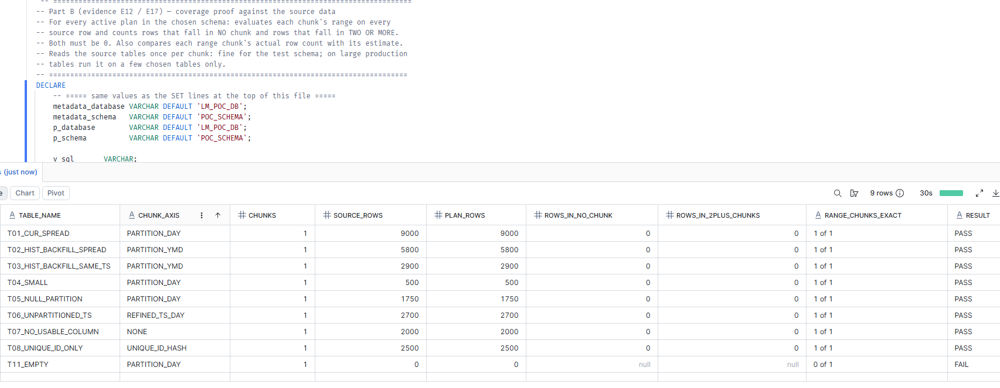 -- =====================================================================================
-- Part B (evidence E12 / E17) — coverage proof against the source data
-- For every active plan in the chosen schema: evaluates each chunk's range on every
-- source row and counts rows that fall in NO chunk and rows that fall in TWO OR MORE.
-- Both must be 0. Also compares each range chunk's actual row count with its estimate.
-- Reads the source tables once per chunk: fine for the test schema; on large production
-- tables run it on a few chosen tables only.
-- =====================================================================================
DECLARE
-- ===== same values as the SET lines at the top of this file =====
metadata_database VARCHAR DEFAULT 'LM_POC_DB';
metadata_schema VARCHAR DEFAULT 'POC_SCHEMA';
p_database VARCHAR DEFAULT 'LM_POC_DB';
p_schema VARCHAR DEFAULT 'POC_SCHEMA';
v_sql VARCHAR;
(just now)
Chart Pivot 9 rows 30s
TABLE_NAME CHUNK_AXIS CHUNKS SOURCE_ROWS PLAN_ROWS ROWS_IN_NO_CHUNK ROWS_IN_2PLUS_CHUNKS RANGE_CHUNKS_EXACT RESULT
T01_CUR_SPREAD PARTITION_DAY 1 9000 9000 0 0 1 of 1 PASS
T02_HIST_BACKFILL_SPREAD PARTITION_YMD 1 5800 5800 0 0 1 of 1 PASS
T03_HIST_BACKFILL_SAME_TS PARTITION_YMD 1 2900 2900 0 0 1 of 1 PASS
T04_SMALL PARTITION_DAY 1 500 500 0 0 1 of 1 PASS
T05_NULL_PARTITION PARTITION_DAY 1 1750 1750 0 0 1 of 1 PASS
T06_UNPARTITIONED_TS REFINED_TS_DAY 1 2700 2700 0 0 1 of 1 PASS
T07_NO_USABLE_COLUMN NONE 1 2000 2000 0 0 1 of 1 PASS
T08_UNIQUE_ID_ONLY UNIQUE_ID_HASH 1 2500 2500 0 0 1 of 1 PASS
T11_EMPTY PARTITION_DAY 1 0 0 null null 0 of 1 FAIL